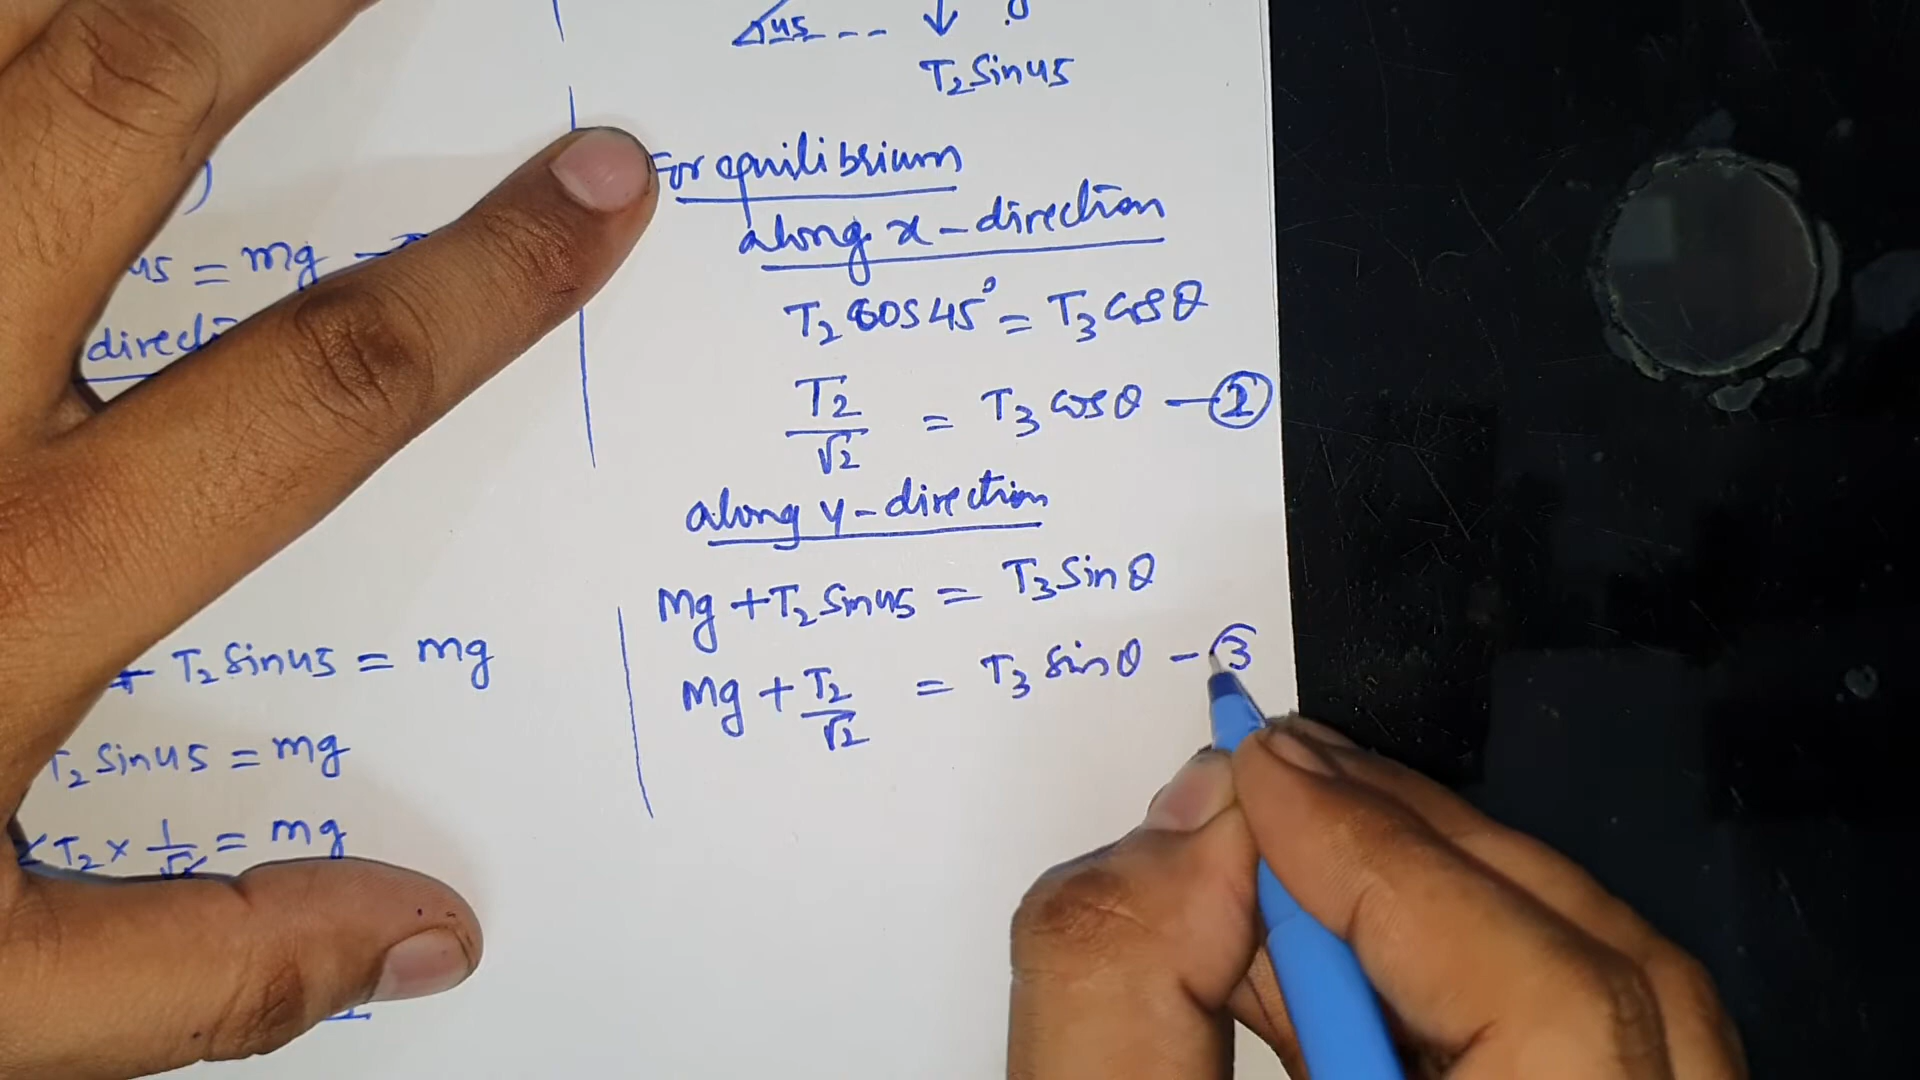 45 --
T₂ Sin45
)
45 = mg
direc
+ T₂ Sin45 = mg
T₂ Sin45 = mg
T₂ × 1/√2 = mg
For equilibrium
along x-direction
T₂ cos45° = T₃ cosθ
T₂/√2 = T₃ cosθ — ②
along y-direction
Mg + T₂ Sin45 = T₃ Sinθ
Mg + T₂/√2 = T₃ sinθ - ③